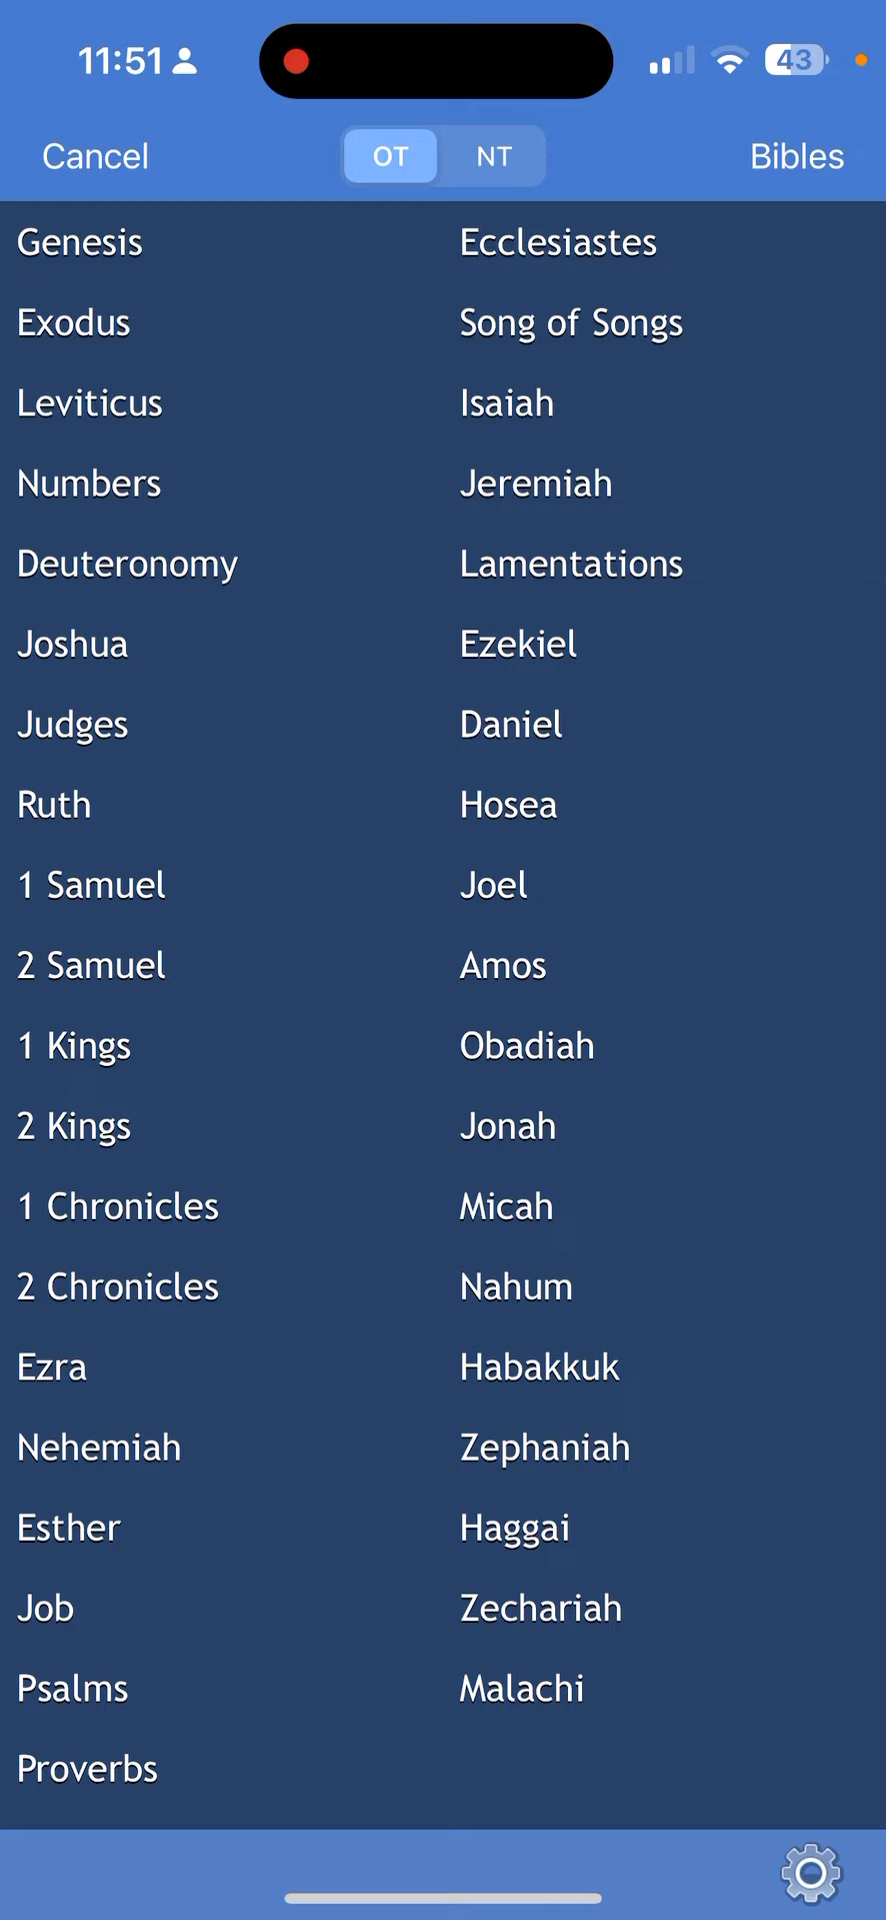 11:51
43
Cancel
OT
NT
Bibles
Genesis
Exodus
Leviticus
Numbers
Deuteronomy
Joshua
Judges
Ruth
1 Samuel
2 Samuel
1 Kings
2 Kings
1 Chronicles
2 Chronicles
Ezra
Nehemiah
Esther
Job
Psalms
Proverbs
Ecclesiastes
Song of Songs
Isaiah
Jeremiah
Lamentations
Ezekiel
Daniel
Hosea
Joel
Amos
Obadiah
Jonah
Micah
Nahum
Habakkuk
Zephaniah
Haggai
Zechariah
Malachi